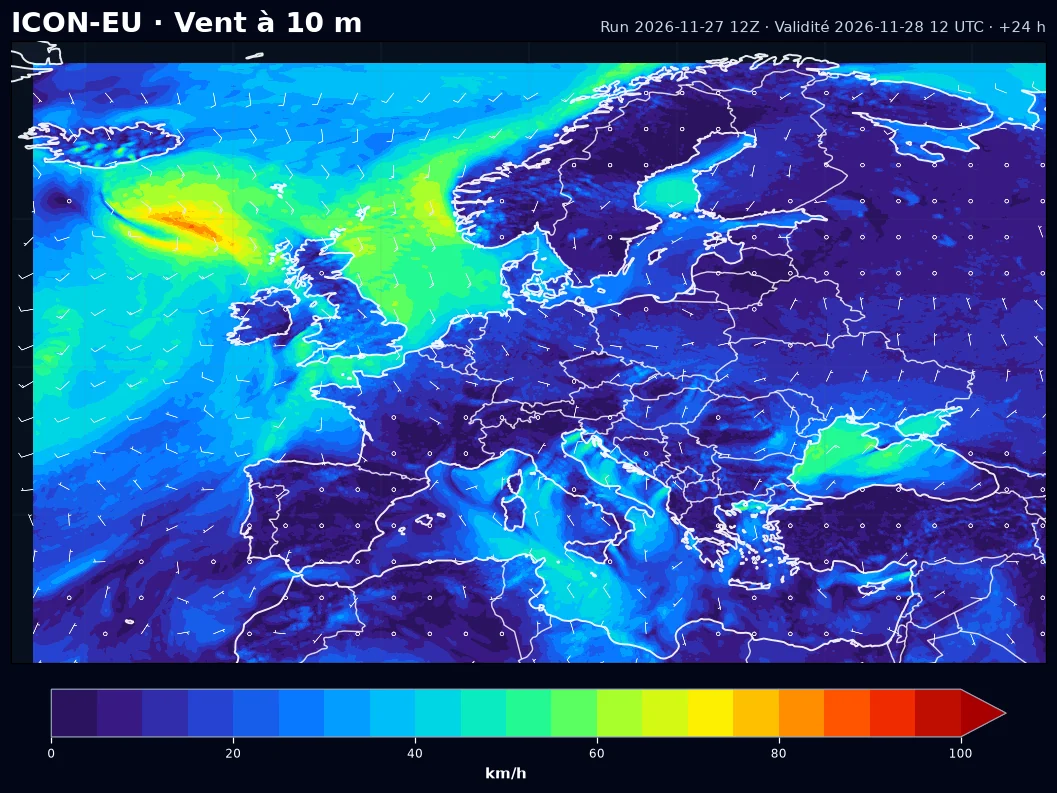 ICON-EU · Vent à 10 m
Run 2026-11-27 12Z · Validité 2026-11-28 12 UTC · +24 h
0 20 40 60 80 100
km/h